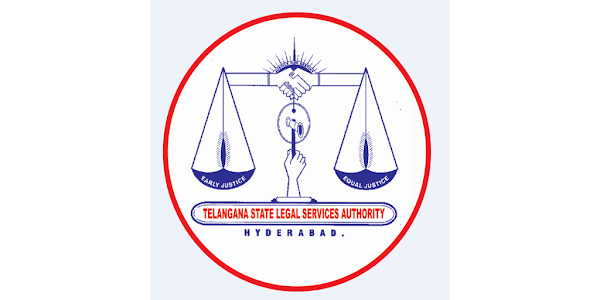 EARLY JUSTICE
EQUAL JUSTICE
TELANGANA STATE LEGAL SERVICES AUTHORITY
HYDERABAD.